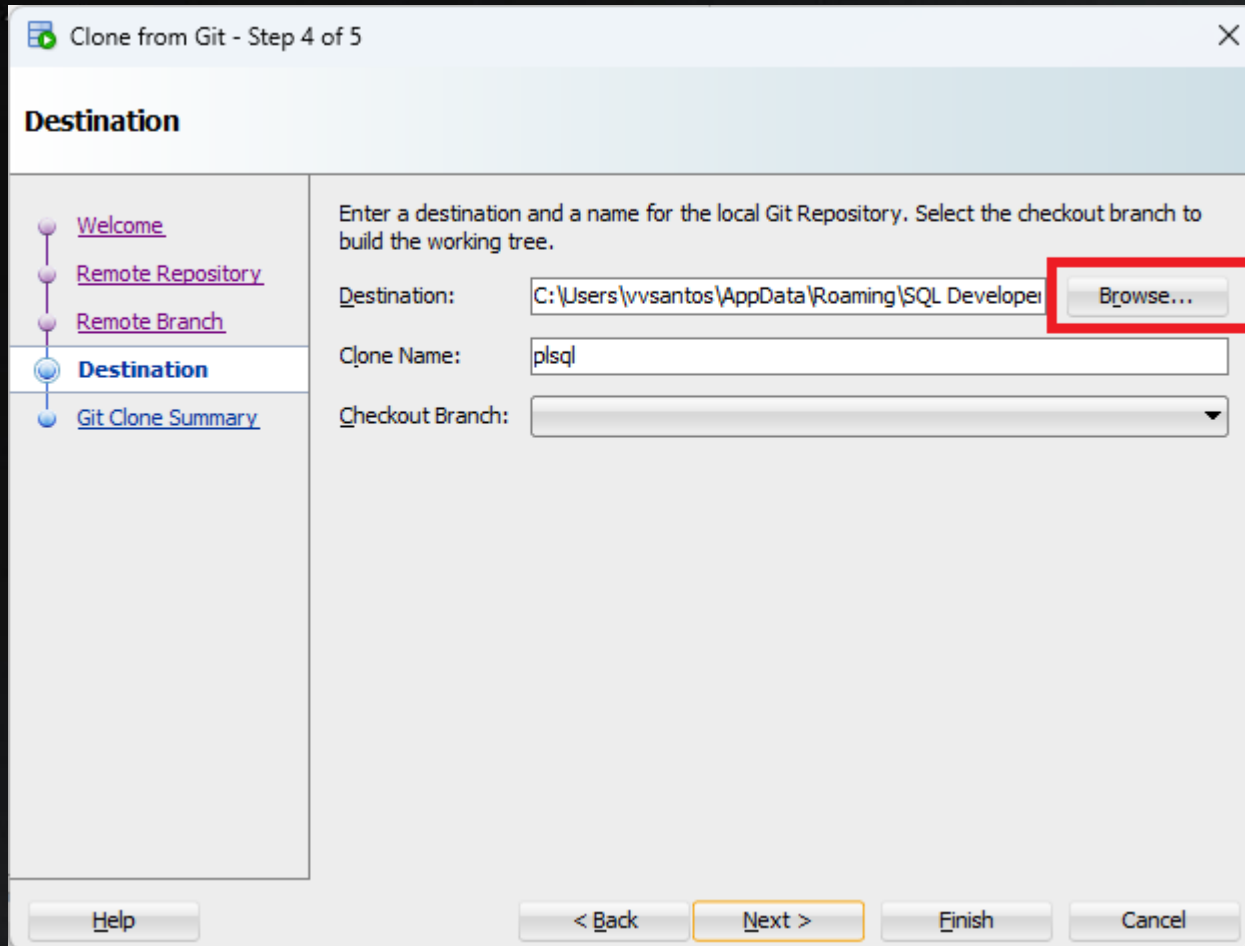 Clone from Git - Step 4 of 5
Destination
Welcome
Remote Repository
Remote Branch
Destination
Git Clone Summary
Enter a destination and a name for the local Git Repository. Select the checkout branch to
build the working tree.
Destination: C:\Users\vvsantos\AppData\Roaming\SQL Developer Browse...
Clone Name: plsql
Checkout Branch:
Help < Back Next > Finish Cancel